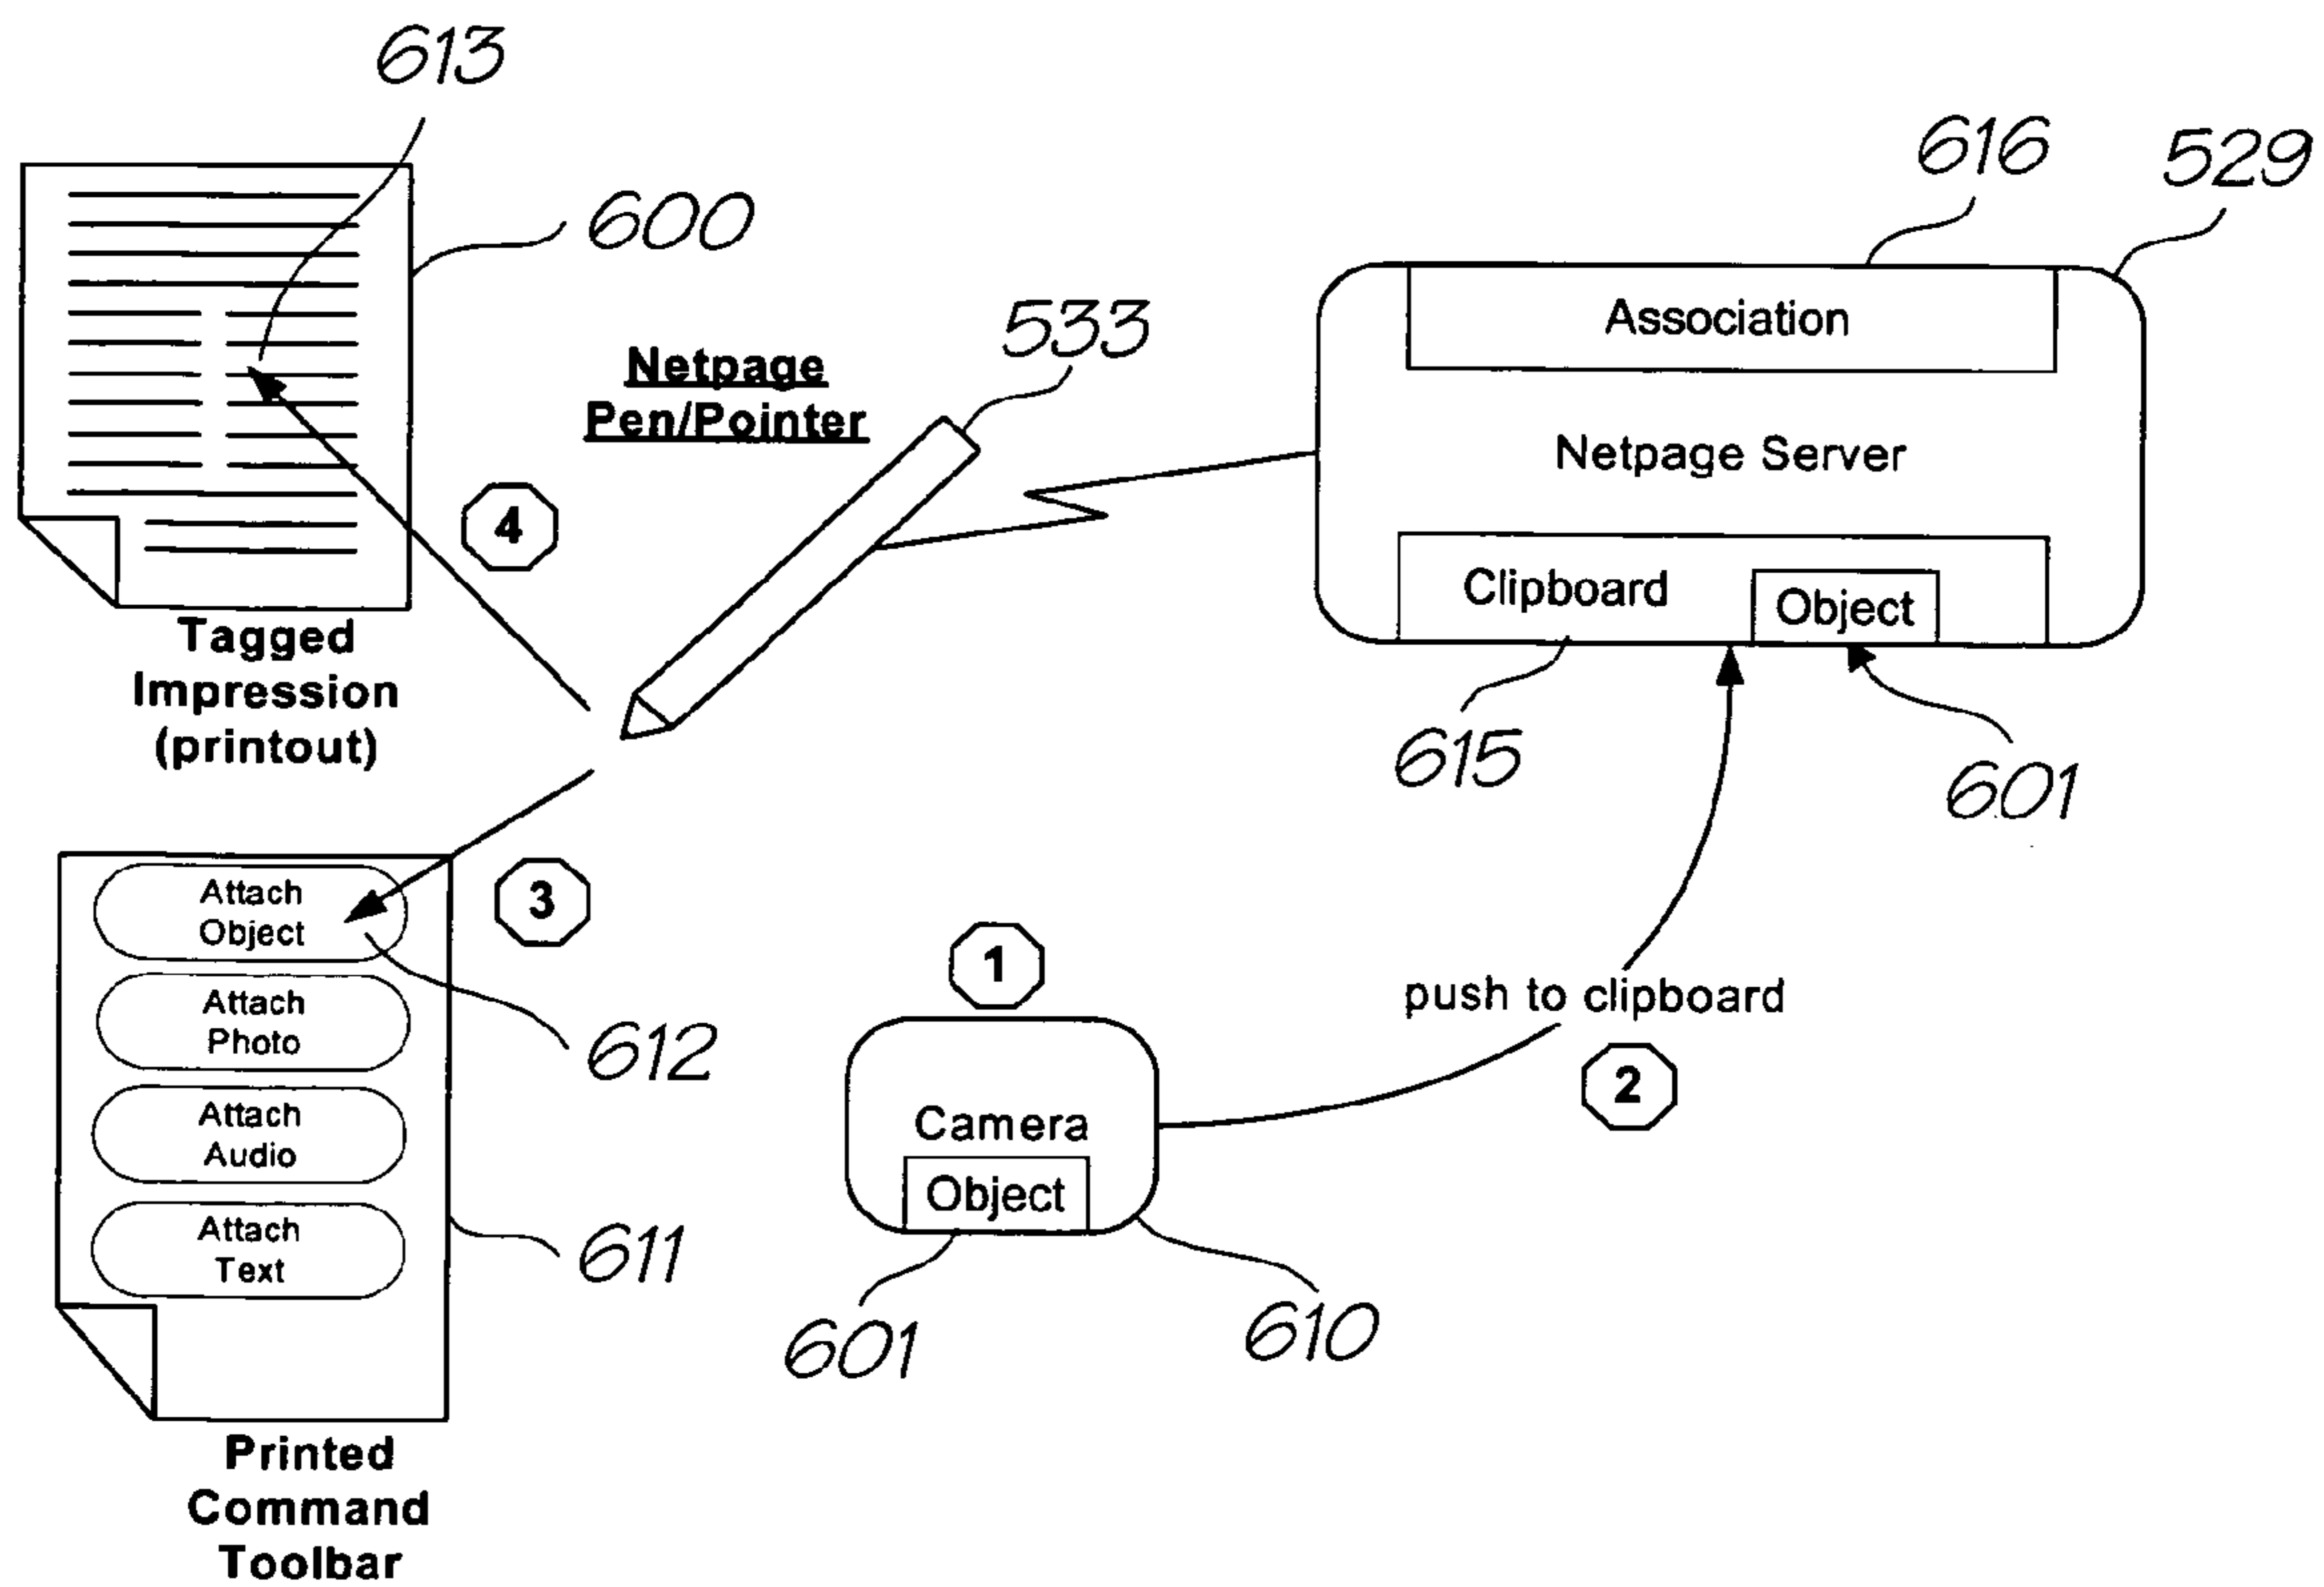 613
616
529
600
Association
533
Netpage
Pen/Pointer
Netpage Server
4
Clipboard
Object
Tagged
Impression
(printout)
615
601
Attach
Object
3
1
push to clipboard
Attach
Photo
612
2
Attach
Audio
Camera
Object
Attach
Text
611
601
610
Printed
Command
Toolbar